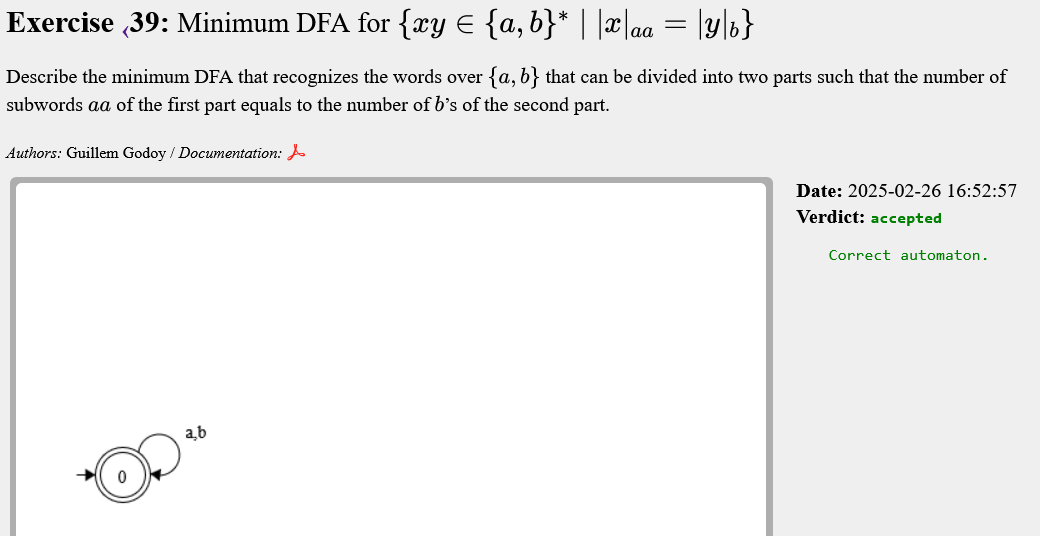 Exercise 39: Minimum DFA for {xy ∈ {a, b}* | |x|aa = |y|b}
Describe the minimum DFA that recognizes the words over {a, b} that can be divided into two parts such that the number of
subwords aa of the first part equals to the number of b's of the second part.
Authors: Guillem Godoy / Documentation:
Date: 2025-02-26 16:52:57
Verdict: accepted
Correct automaton.
a,b
0